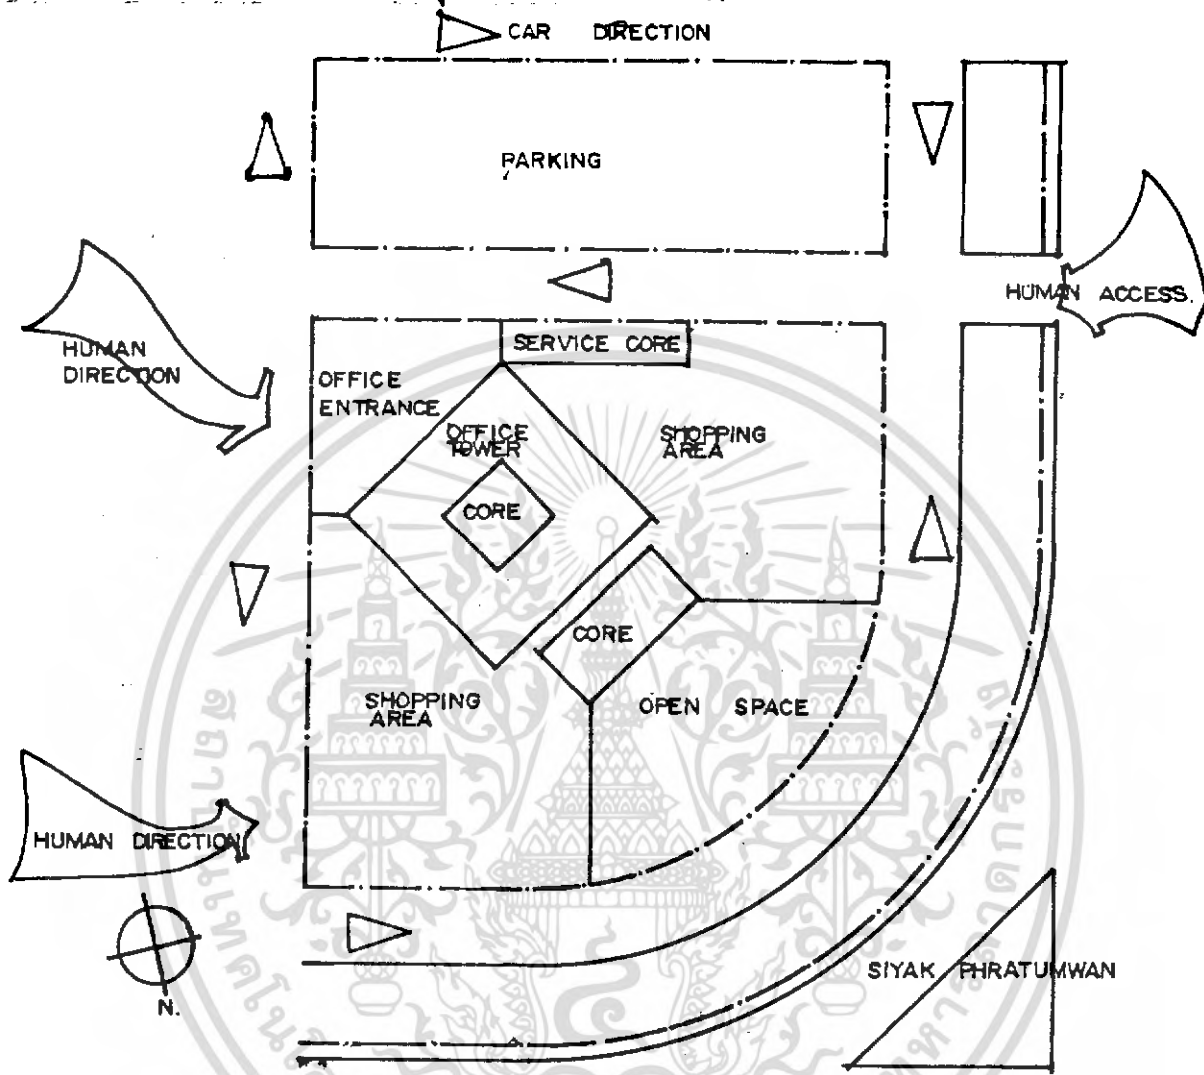 CAR DIRECTION
PARKING
HUMAN ACCESS.
SERVICE CORE
HUMAN
DIRECTION
OFFICE
ENTRANCE
OFFICE
TOWER
SHOPPING
AREA
CORE
CORE
SHOPPING
AREA
OPEN SPACE
HUMAN DIRECTION
SIYAK PHRATUMWAN
N.